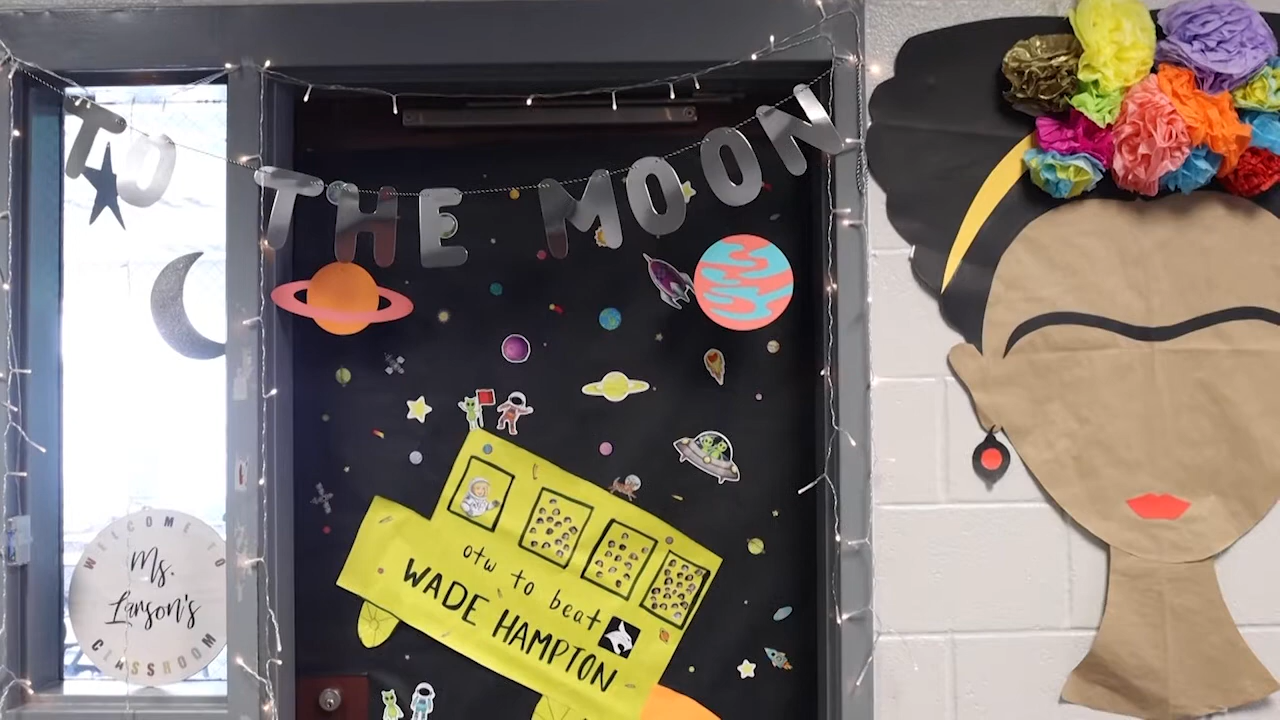 TO THE MOON
WELCOME TO
Ms.
Larson's
CLASSROOM
otw to beat
WADE HAMPTON